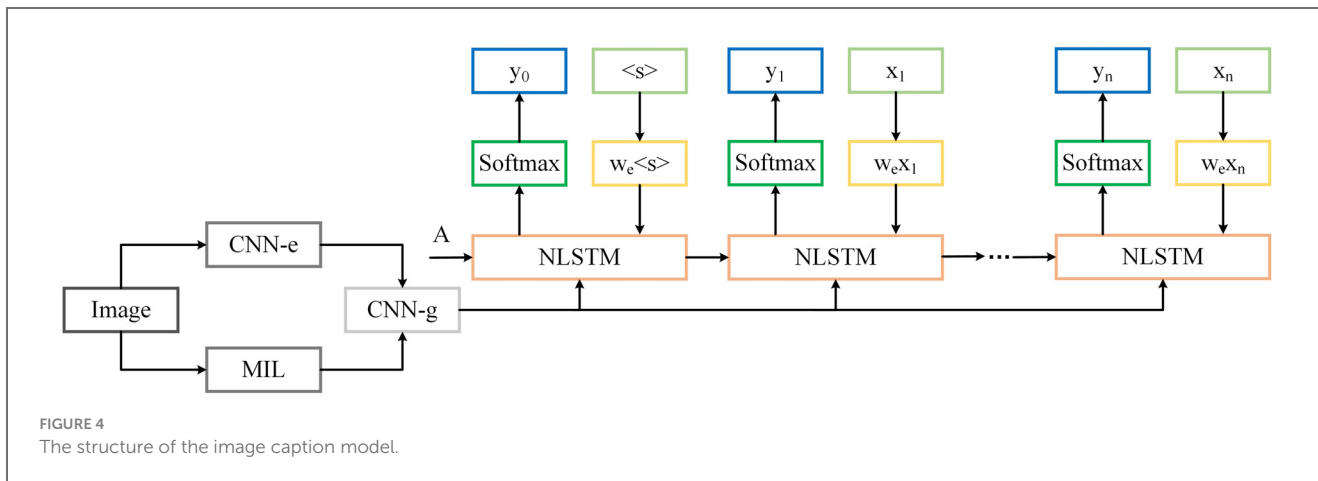 y₀ <s> y₁ x₁ yₙ xₙ
Softmax wₑ<s> Softmax wₑx₁ Softmax wₑxₙ
A
CNN-e NLSTM NLSTM ... NLSTM
Image CNN-g
MIL
FIGURE 4
The structure of the image caption model.